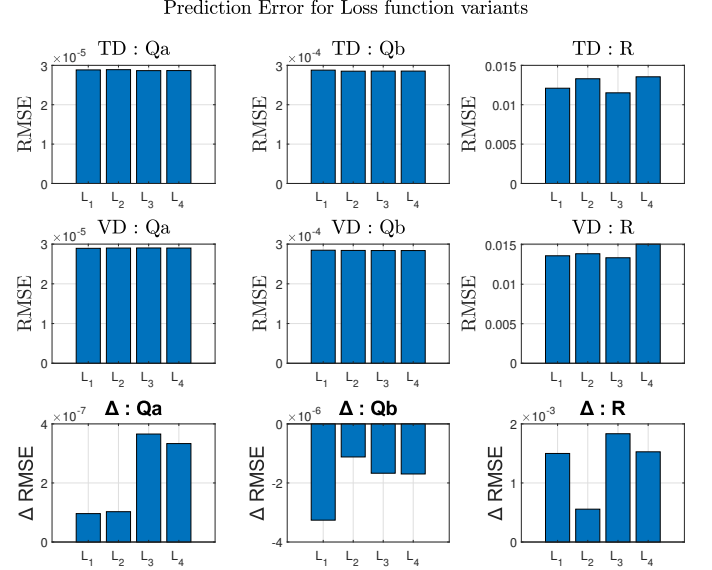 Prediction Error for Loss function variants
×10-5 TD : Qa
RMSE
3
2
1
0
L1 L2 L3 L4
×10-4 TD : Qb
RMSE
3
2
1
0
L1 L2 L3 L4
TD : R
RMSE
0.015
0.01
0.005
0
L1 L2 L3 L4
×10-5 VD : Qa
RMSE
3
2
1
0
L1 L2 L3 L4
×10-4 VD : Qb
RMSE
3
2
1
0
L1 L2 L3 L4
VD : R
RMSE
0.015
0.01
0.005
0
L1 L2 L3 L4
×10-7 Δ : Qa
Δ RMSE
4
2
0
L1 L2 L3 L4
×10-6 Δ : Qb
Δ RMSE
0
-2
-4
L1 L2 L3 L4
×10-3 Δ : R
Δ RMSE
2
1
0
L1 L2 L3 L4